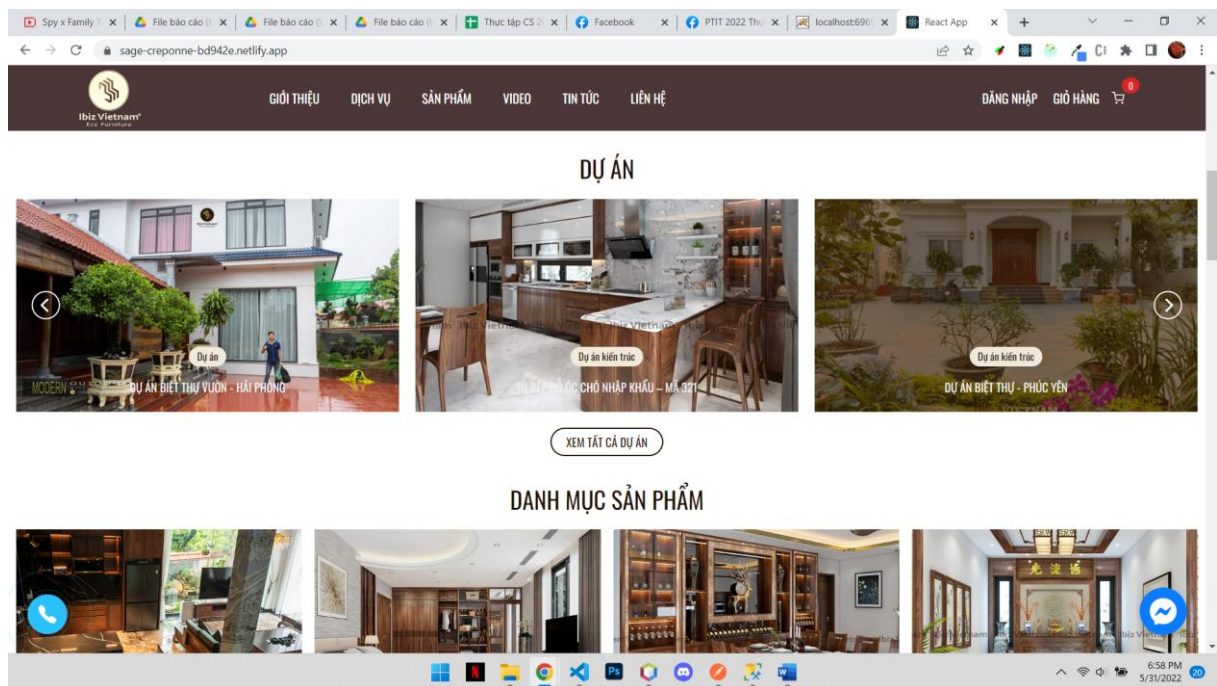 Spy x Family T
File báo cáo (
File báo cáo (
File báo cáo (
Thực tập CS 2
Facebook
PTIT 2022 Thu
localhost:696
React App
sage-creponne-bd942e.netlify.app
Ibiz Vietnam®
Eco Furniture
GIỚI THIỆU
DỊCH VỤ
SẢN PHẨM
VIDEO
TIN TỨC
LIÊN HỆ
ĐĂNG NHẬP
GIỎ HÀNG
0
DỰ ÁN
Dự án
MODERN
DỰ ÁN BIỆT THỰ VƯỜN - HẢI PHÒNG
Ibiz Vietnam
Dự án kiến trúc
TỦ BẾP GỖ ÓC CHÓ NHẬP KHẨU – MÃ 321
Dự án kiến trúc
DỰ ÁN BIỆT THỰ - PHÚC YÊN
XEM TẤT CẢ DỰ ÁN
DANH MỤC SẢN PHẨM
6:58 PM
5/31/2022
20